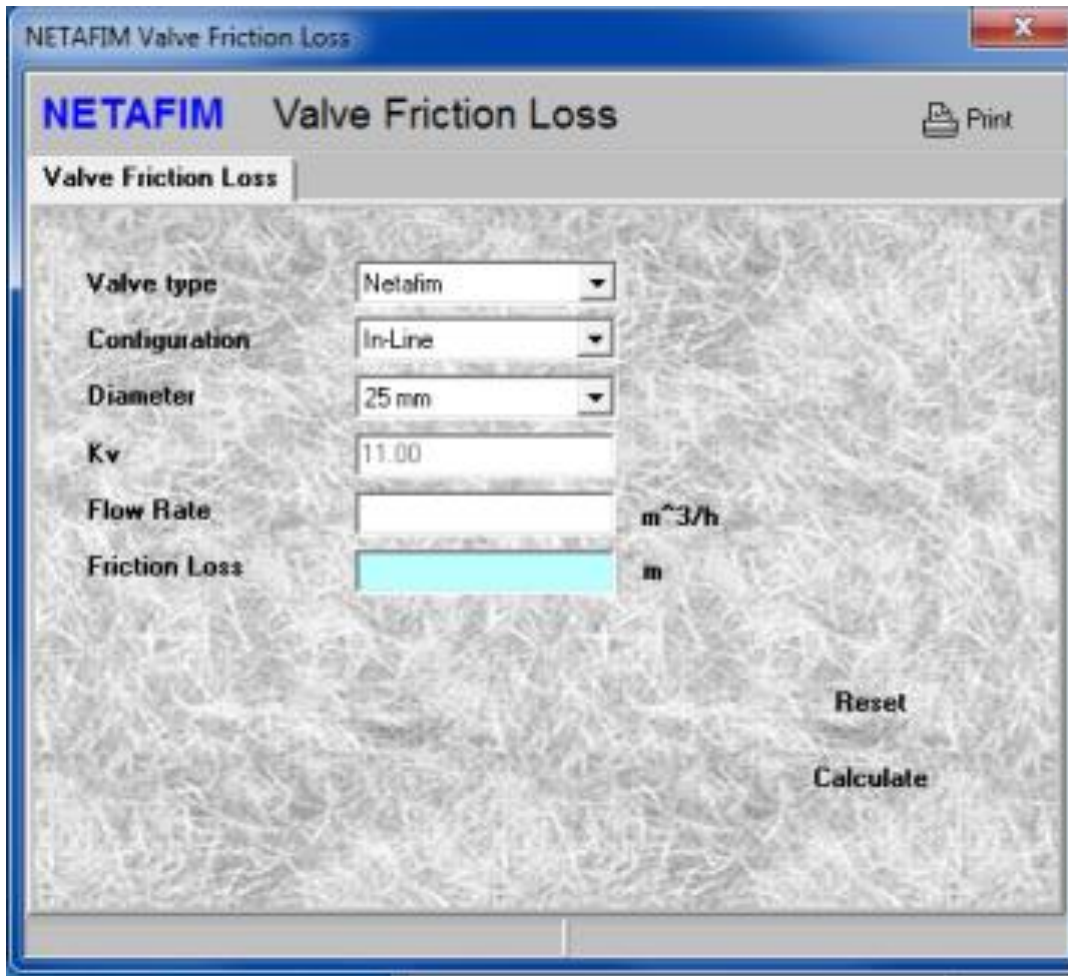 NETAFIM Valve Friction Loss
NETAFIM Valve Friction Loss Print
Valve Friction Loss
Valve type Netafim
Configuration In-Line
Diameter 25 mm
Kv 11.00
Flow Rate m^3/h
Friction Loss m
Reset
Calculate